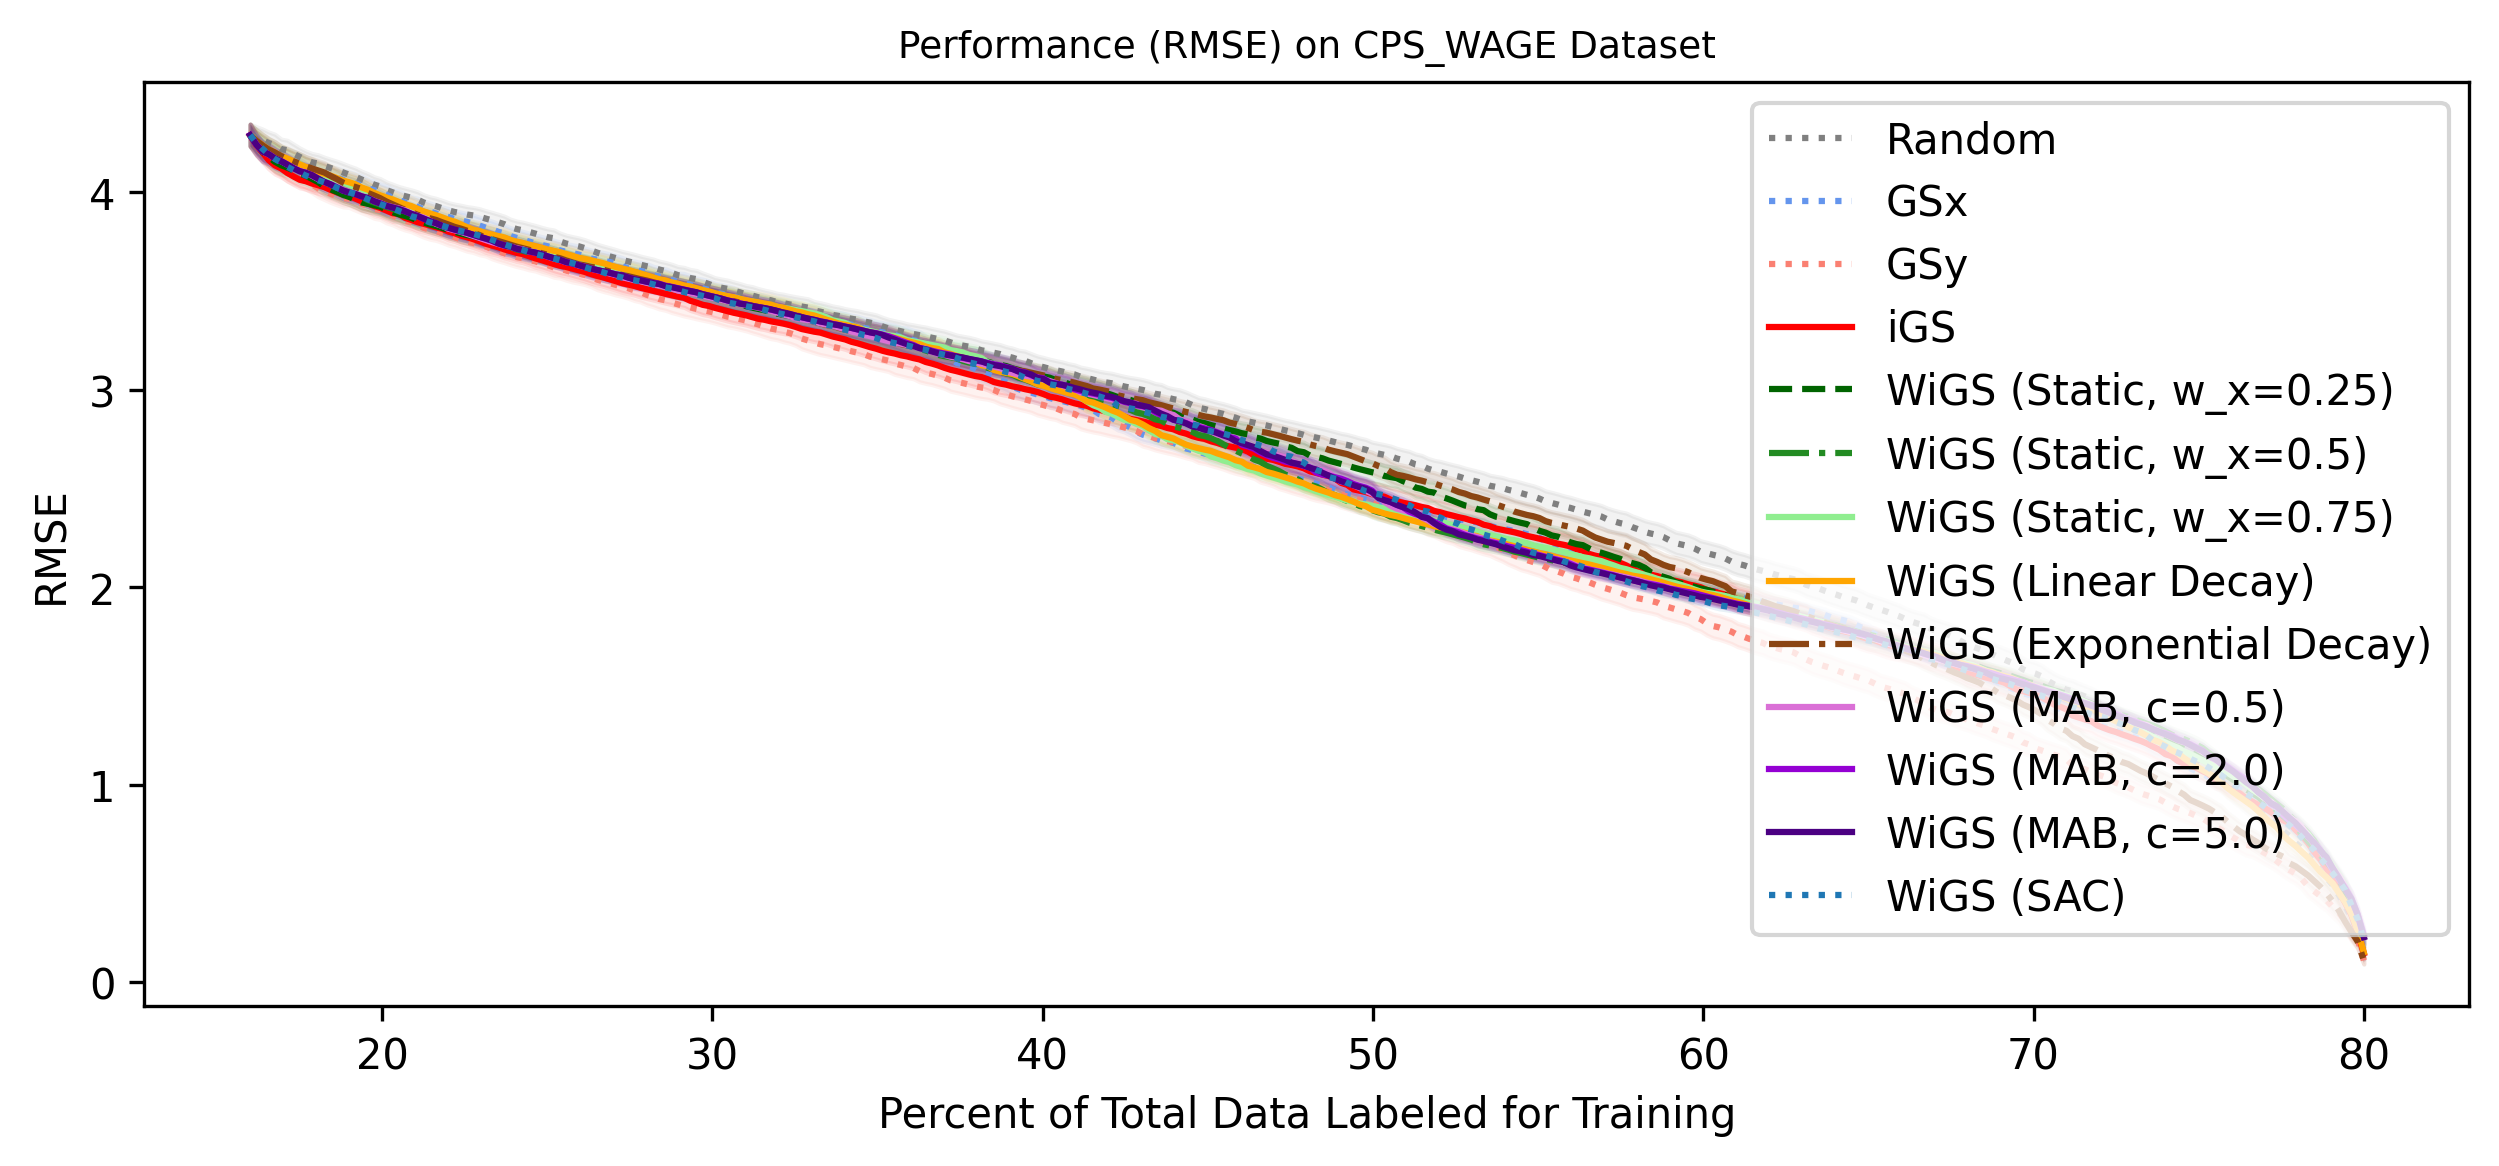 Performance (RMSE) on CPS_WAGE Dataset
RMSE
4
3
2
1
0
20 30 40 50 60 70 80
Percent of Total Data Labeled for Training
Random
GSx
GSy
iGS
WiGS (Static, w_x=0.25)
WiGS (Static, w_x=0.5)
WiGS (Static, w_x=0.75)
WiGS (Linear Decay)
WiGS (Exponential Decay)
WiGS (MAB, c=0.5)
WiGS (MAB, c=2.0)
WiGS (MAB, c=5.0)
WiGS (SAC)